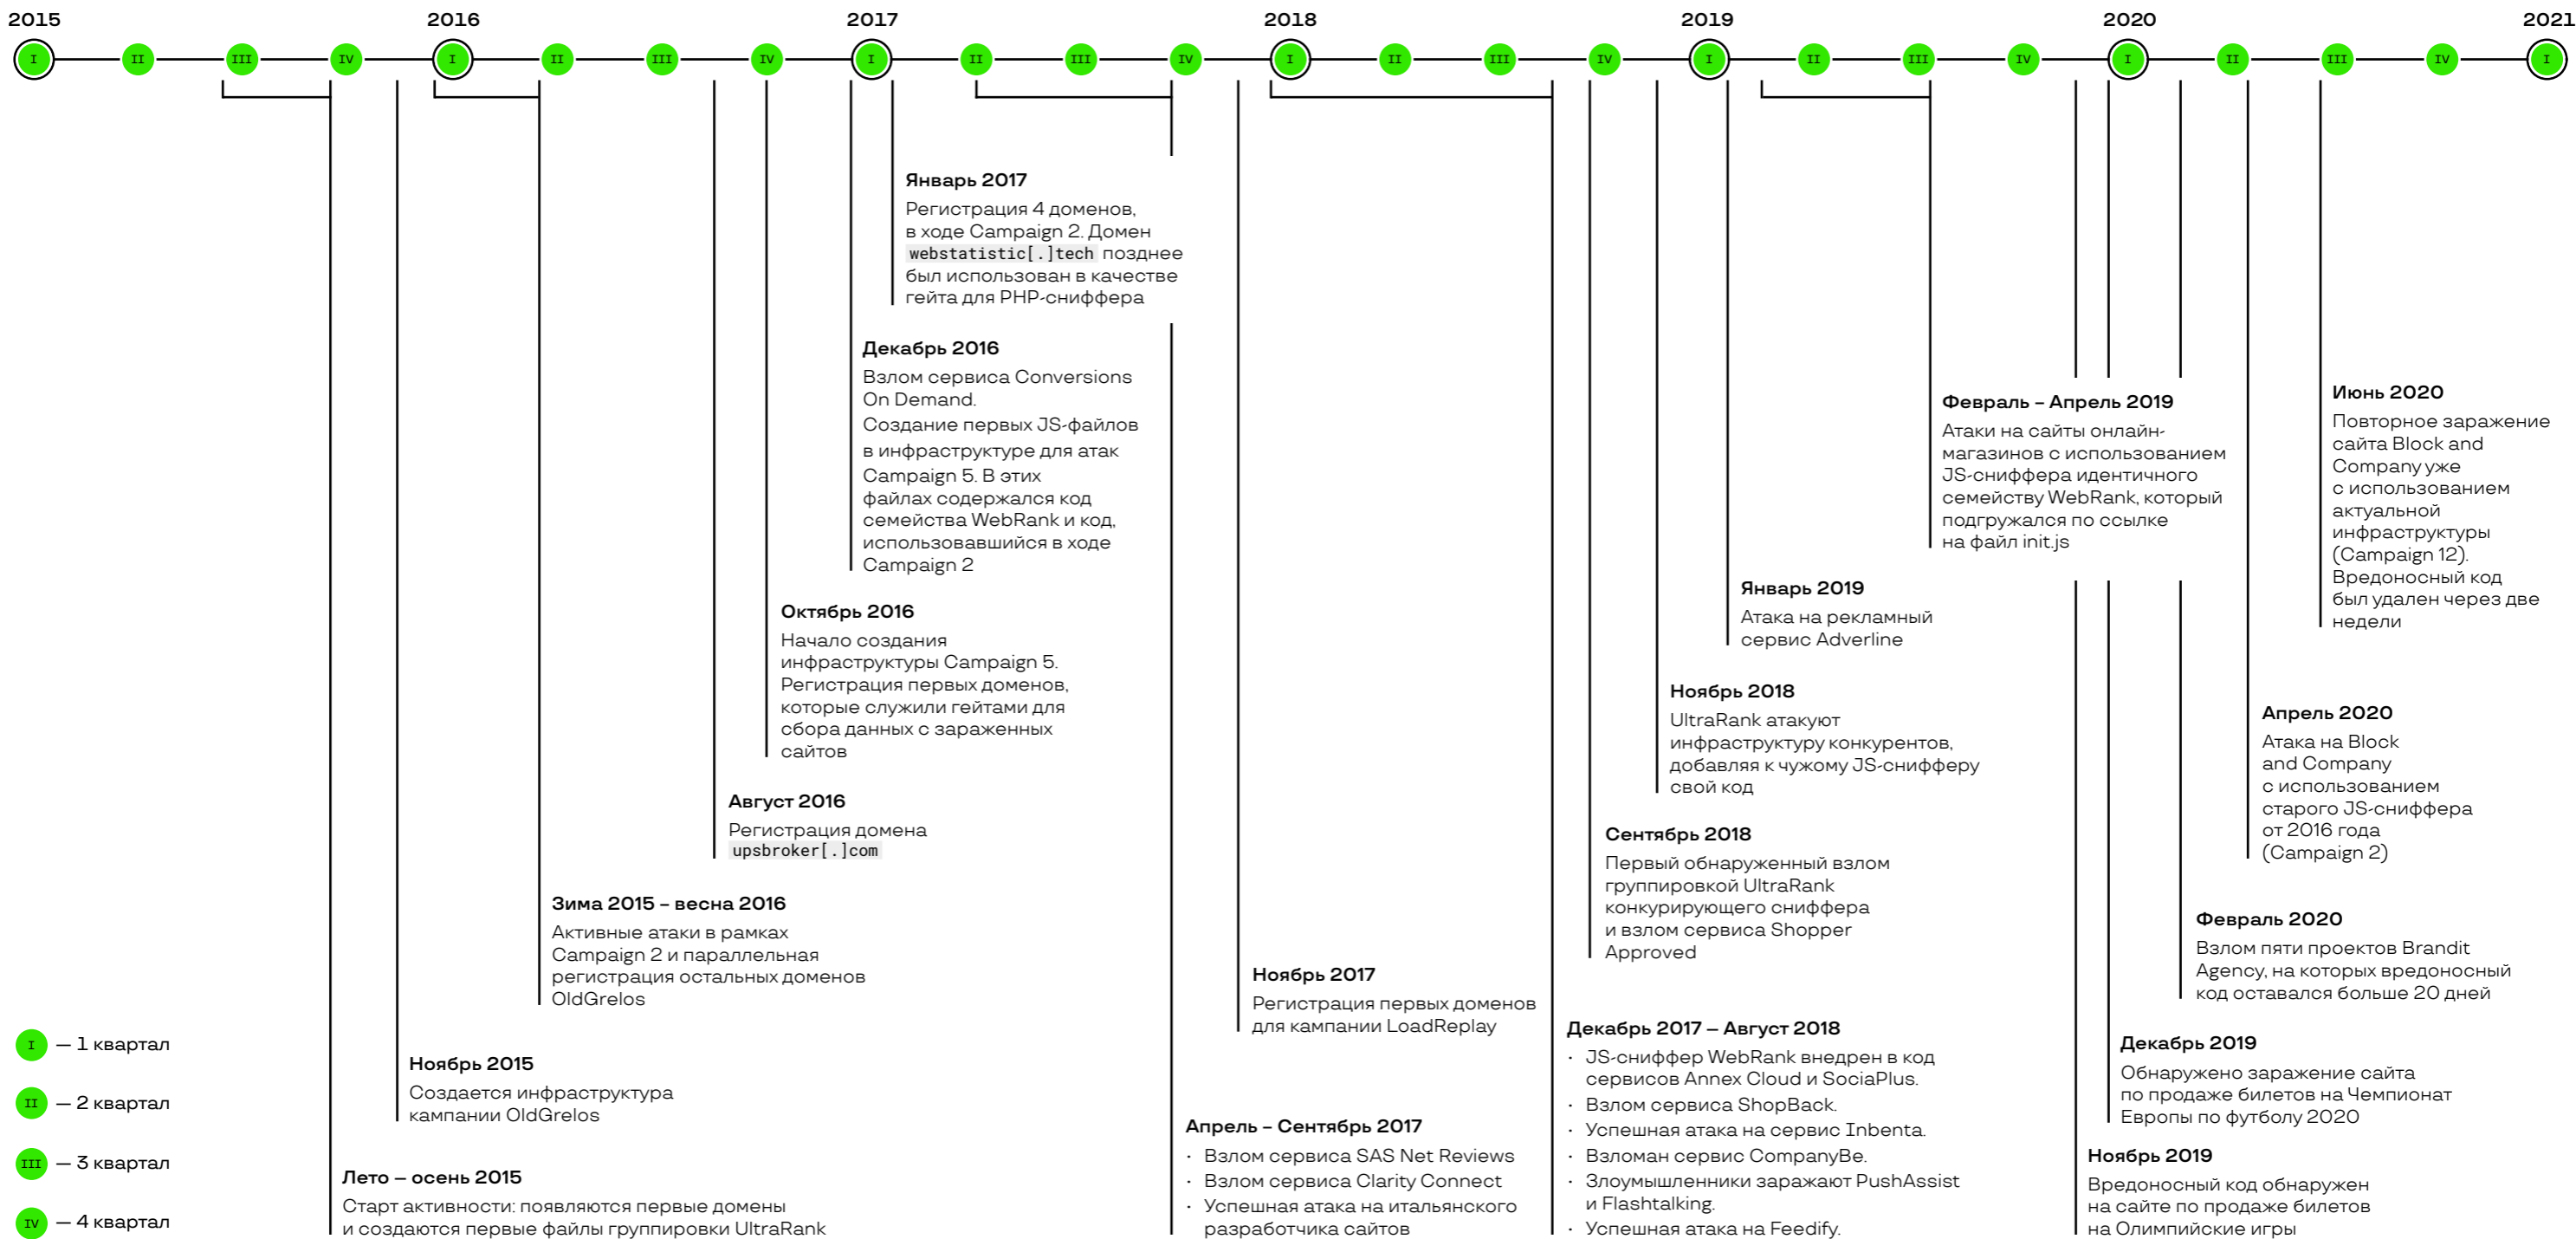 2015
2016
2017
2018
2019
2020
2021
I
II
III
IV
I
II
III
IV
I
II
III
IV
I
II
III
IV
I
II
III
IV
I
II
III
IV
I
Январь 2017
Регистрация 4 доменов,
в ходе Campaign 2. Домен
webstatistic[.]tech позднее
был использован в качестве
гейта для PHP-сниффера
Декабрь 2016
Взлом сервиса Conversions
On Demand.
Создание первых JS-файлов
в инфраструктуре для атак
Campaign 5. В этих
файлах содержался код
семейства WebRank и код,
использовавшийся в ходе
Campaign 2
Октябрь 2016
Начало создания
инфраструктуры Campaign 5.
Регистрация первых доменов,
которые служили гейтами для
сбора данных с зараженных
сайтов
Август 2016
Регистрация домена
upsbroker[.]com
Зима 2015 – весна 2016
Активные атаки в рамках
Campaign 2 и параллельная
регистрация остальных доменов
OldGrelos
Ноябрь 2015
Создается инфраструктура
кампании OldGrelos
Лето – осень 2015
Старт активности: появляются первые домены
и создаются первые файлы группировки UltraRank
I – 1 квартал
II – 2 квартал
III – 3 квартал
IV – 4 квартал
Ноябрь 2017
Регистрация первых доменов
для кампании LoadReplay
Апрель – Сентябрь 2017
· Взлом сервиса SAS Net Reviews
· Взлом сервиса Clarity Connect
· Успешная атака на итальянского
разработчика сайтов
Февраль – Апрель 2019
Атаки на сайты онлайн-
магазинов с использованием
JS-сниффера идентичного
семейству WebRank, который
подгружался по ссылке
на файл init.js
Январь 2019
Атака на рекламный
сервис Adverline
Ноябрь 2018
UltraRank атакуют
инфраструктуру конкурентов,
добавляя к чужому JS-снифферу
свой код
Сентябрь 2018
Первый обнаруженный взлом
группировкой UltraRank
конкурирующего сниффера
и взлом сервиса Shopper
Approved
Декабрь 2017 – Август 2018
· JS-сниффер WebRank внедрен в код
сервисов Annex Cloud и SociaPlus.
· Взлом сервиса ShopBack.
· Успешная атака на сервис Inbenta.
· Взломан сервис CompanyBe.
· Злоумышленники заражают PushAssist
и Flashtalking.
· Успешная атака на Feedify.
Июнь 2020
Повторное заражение
сайта Block and
Company уже
с использованием
актуальной
инфраструктуры
(Campaign 12).
Вредоносный код
был удален через две
недели
Апрель 2020
Атака на Block
and Company
с использованием
старого JS-сниффера
от 2016 года
(Campaign 2)
Февраль 2020
Взлом пяти проектов Brandit
Agency, на которых вредоносный
код оставался больше 20 дней
Декабрь 2019
Обнаружено заражение сайта
по продаже билетов на Чемпионат
Европы по футболу 2020
Ноябрь 2019
Вредоносный код обнаружен
на сайте по продаже билетов
на Олимпийские игры